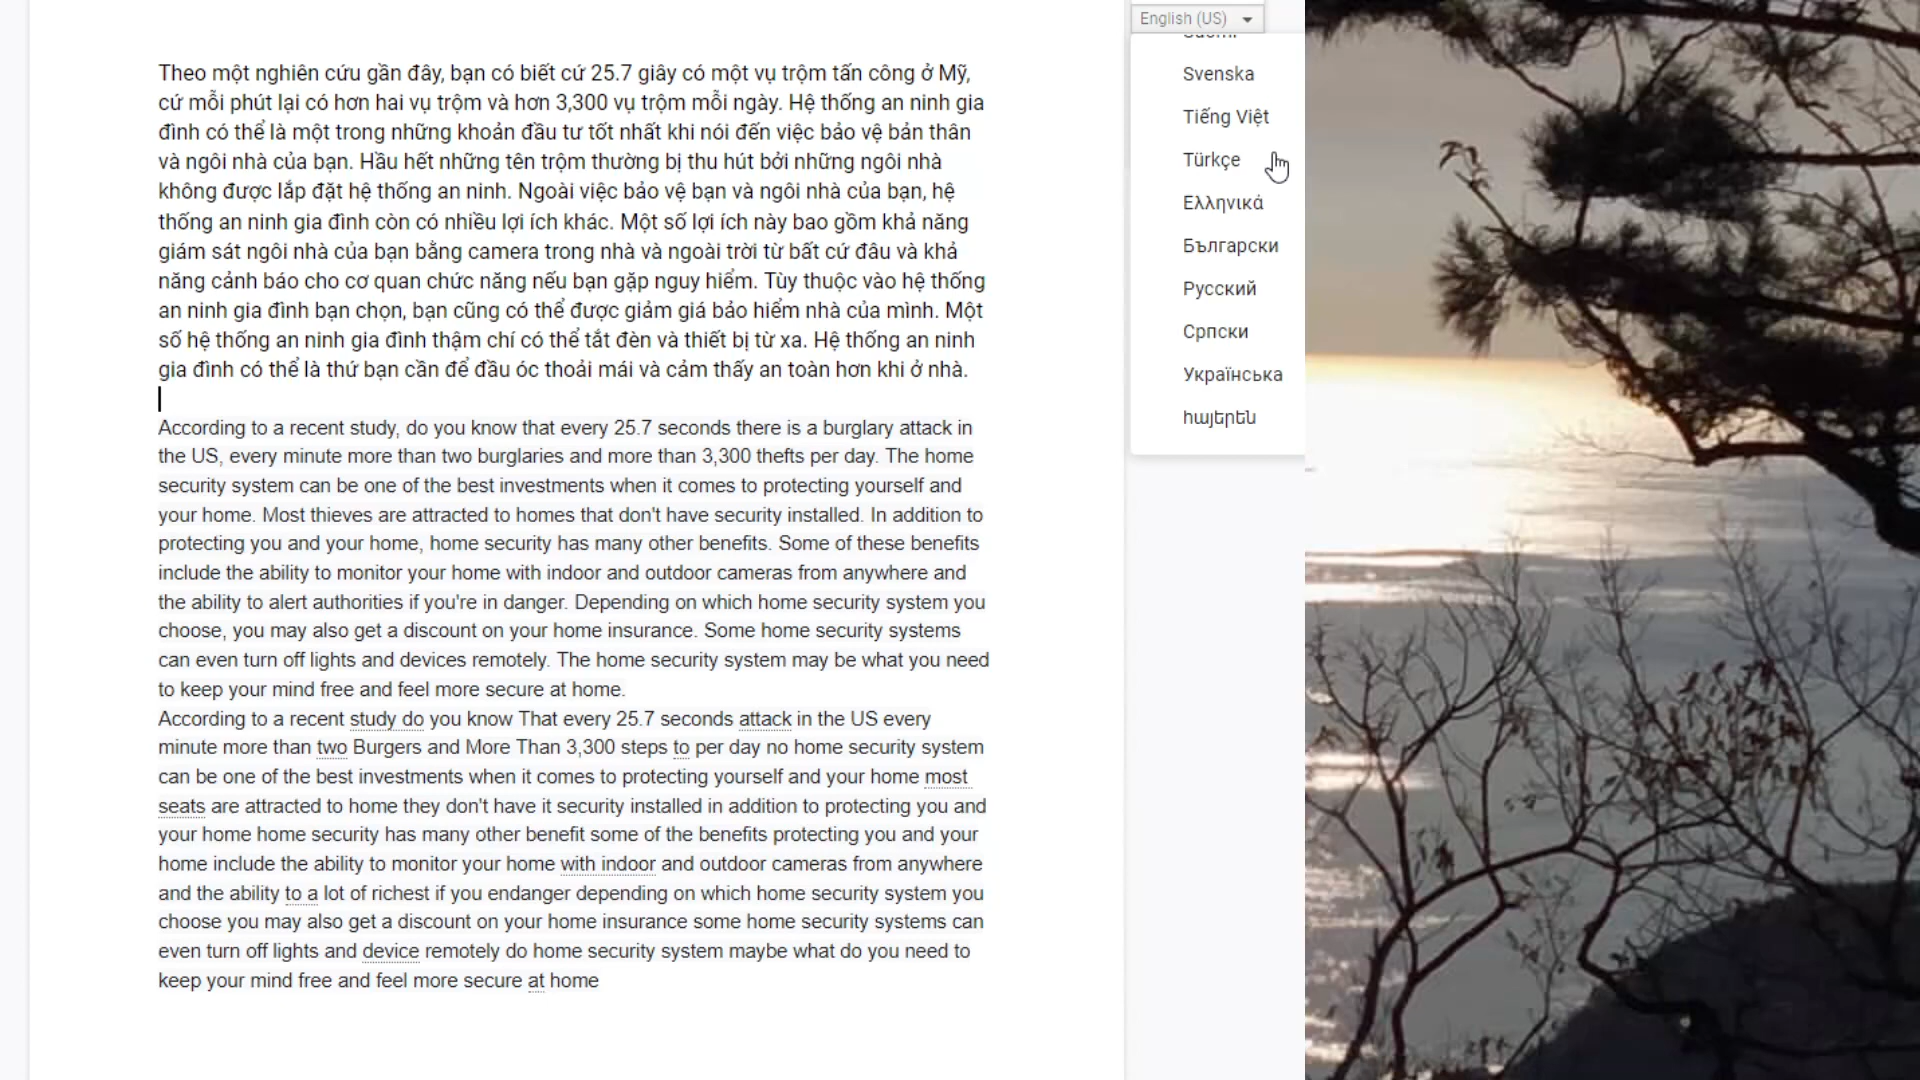 Theo một nghiên cứu gần đây, bạn có biết cứ 25.7 giây có một vụ trộm tấn công ở Mỹ,
cứ mỗi phút lại có hơn hai vụ trộm và hơn 3,300 vụ trộm mỗi ngày. Hệ thống an ninh gia
đình có thể là một trong những khoản đầu tư tốt nhất khi nói đến việc bảo vệ bản thân
và ngôi nhà của bạn. Hầu hết những tên trộm thường bị thu hút bởi những ngôi nhà
không được lắp đặt hệ thống an ninh. Ngoài việc bảo vệ bạn và ngôi nhà của bạn, hệ
thống an ninh gia đình còn có nhiều lợi ích khác. Một số lợi ích này bao gồm khả năng
giám sát ngôi nhà của bạn bằng camera trong nhà và ngoài trời từ bất cứ đâu và khả
năng cảnh báo cho cơ quan chức năng nếu bạn gặp nguy hiểm. Tùy thuộc vào hệ thống
an ninh gia đình bạn chọn, bạn cũng có thể được giảm giá bảo hiểm nhà của mình. Một
số hệ thống an ninh gia đình thậm chí có thể tắt đèn và thiết bị từ xa. Hệ thống an ninh
gia đình có thể là thứ bạn cần để đầu óc thoải mái và cảm thấy an toàn hơn khi ở nhà.
According to a recent study, do you know that every 25.7 seconds there is a burglary attack in
the US, every minute more than two burglaries and more than 3,300 thefts per day. The home
security system can be one of the best investments when it comes to protecting yourself and
your home. Most thieves are attracted to homes that don't have security installed. In addition to
protecting you and your home, home security has many other benefits. Some of these benefits
include the ability to monitor your home with indoor and outdoor cameras from anywhere and
the ability to alert authorities if you're in danger. Depending on which home security system you
choose, you may also get a discount on your home insurance. Some home security systems
can even turn off lights and devices remotely. The home security system may be what you need
to keep your mind free and feel more secure at home.
According to a recent study do you know That every 25.7 seconds attack in the US every
minute more than two Burgers and More Than 3,300 steps to per day no home security system
can be one of the best investments when it comes to protecting yourself and your home most
seats are attracted to home they don't have it security installed in addition to protecting you and
your home home security has many other benefit some of the benefits protecting you and your
home include the ability to monitor your home with indoor and outdoor cameras from anywhere
and the ability to a lot of richest if you endanger depending on which home security system you
choose you may also get a discount on your home insurance some home security systems can
even turn off lights and device remotely do home security system maybe what do you need to
keep your mind free and feel more secure at home
English (US)
Suomi
Svenska
Tiếng Việt
Türkçe
Ελληνικά
Български
Русский
Српски
Українська
հայերեն